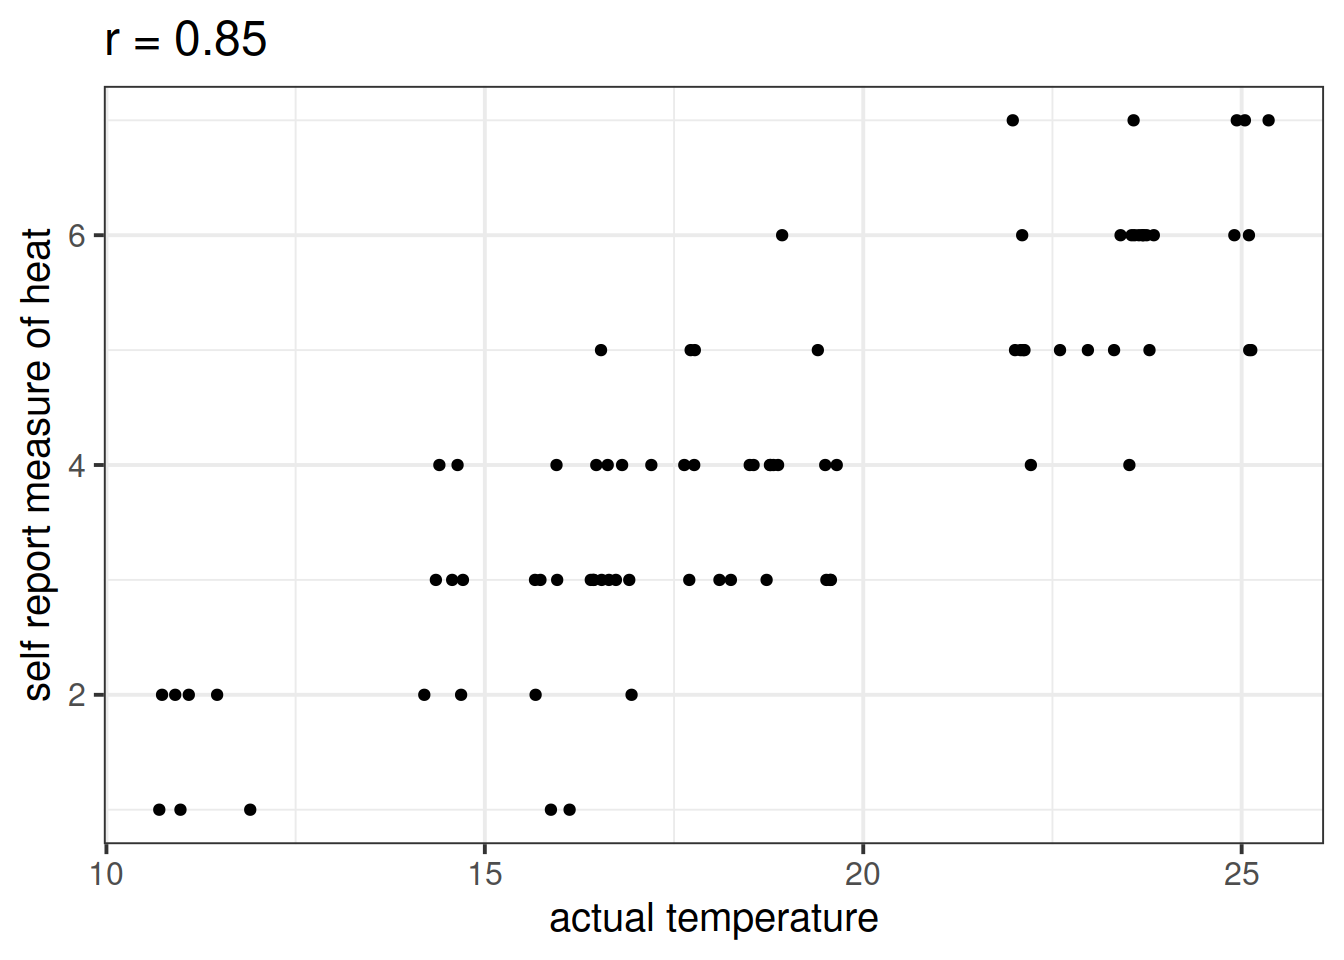 r = 0.85
self report measure of heat
6
4
2
10 15 20 25
actual temperature